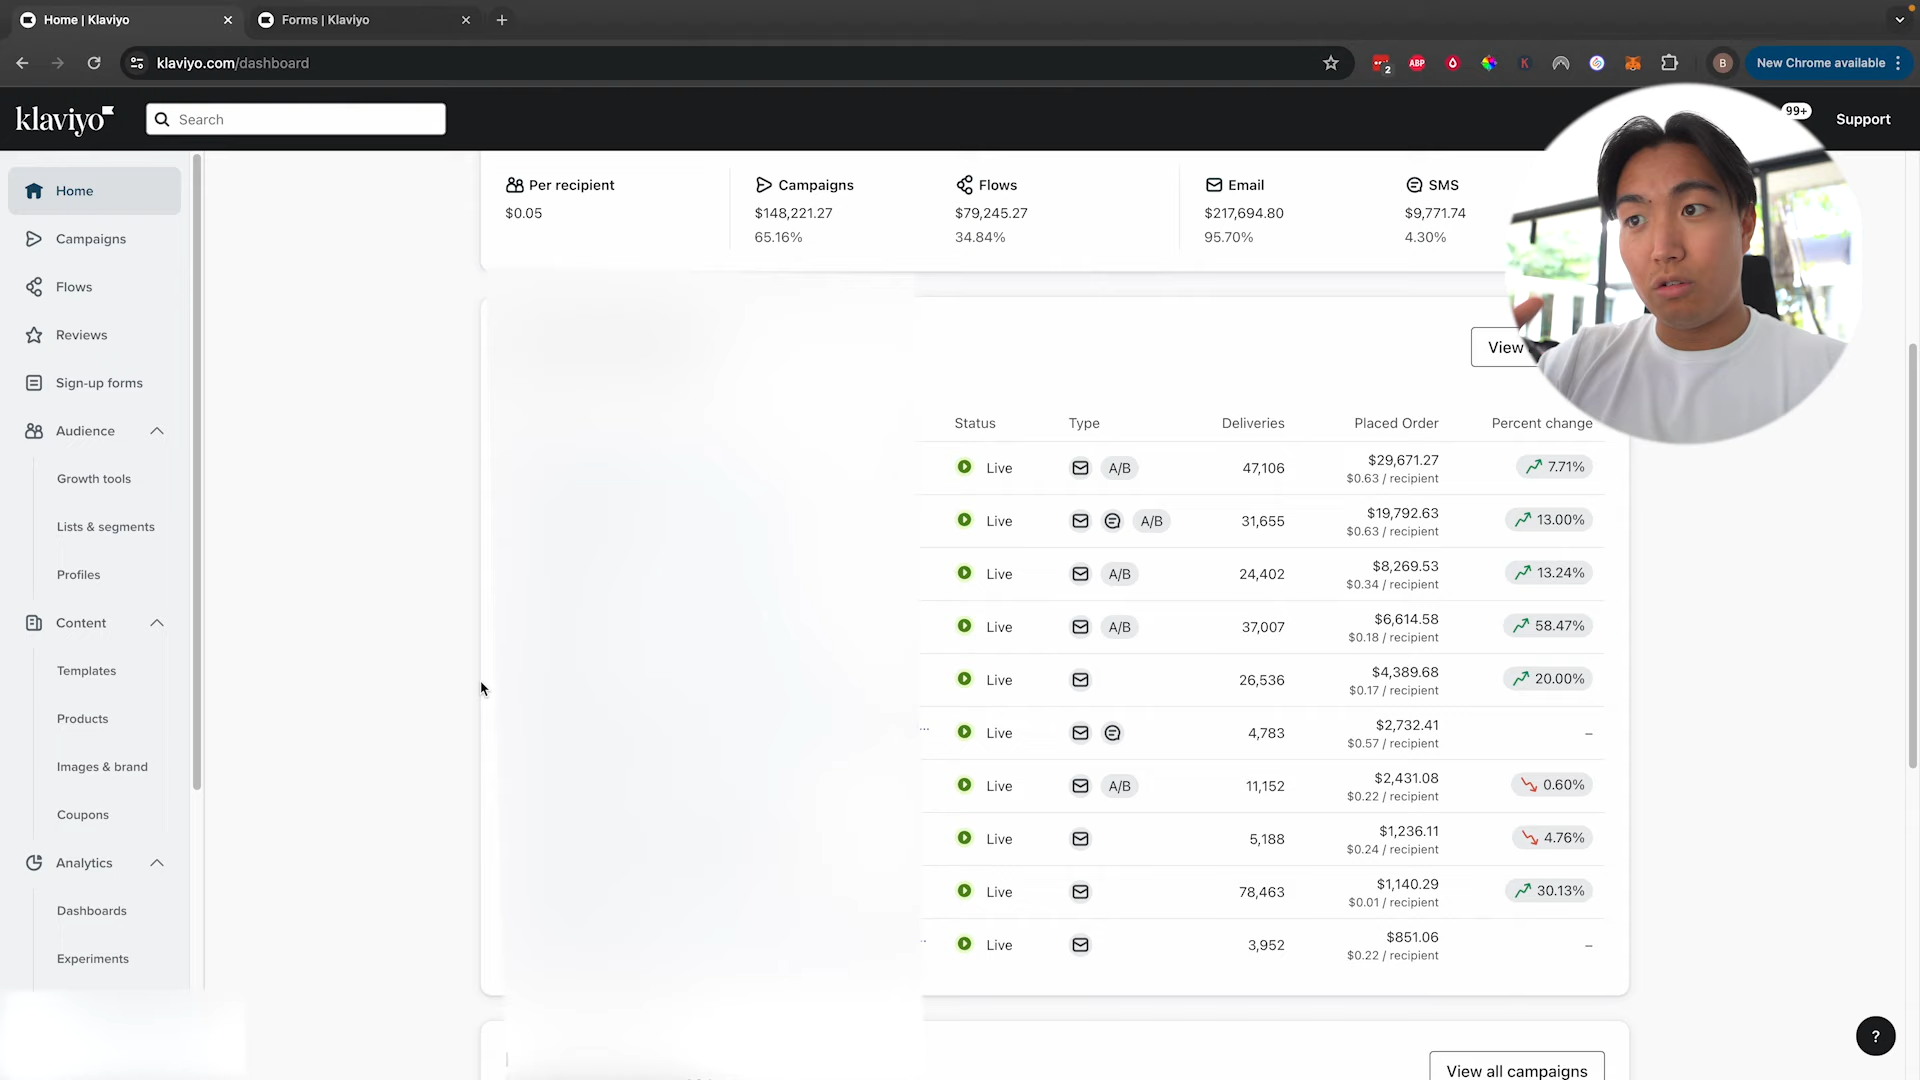 Home | Klaviyo
Forms | Klaviyo
klaviyo.com/dashboard
2
ABP
K
B
New Chrome available
klaviyo
Search
99+
Support
Home
Campaigns
Flows
Reviews
Sign-up forms
Audience
Growth tools
Lists & segments
Profiles
Content
Templates
Products
Images & brand
Coupons
Analytics
Dashboards
Experiments
Per recipient Campaigns Flows Email SMS
$0.05 $148,221.27 $79,245.27 $217,694.80 $9,771.74
65.16% 34.84% 95.70% 4.30%
View
Status Type Deliveries Placed Order Percent change
Live A/B 47,106 $29,671.27 7.71%
$0.63 / recipient
Live A/B 31,655 $19,792.63 13.00%
$0.63 / recipient
Live A/B 24,402 $8,269.53 13.24%
$0.34 / recipient
Live A/B 37,007 $6,614.58 58.47%
$0.18 / recipient
Live 26,536 $4,389.68 20.00%
$0.17 / recipient
... Live 4,783 $2,732.41 –
$0.57 / recipient
Live A/B 11,152 $2,431.08 0.60%
$0.22 / recipient
Live 5,188 $1,236.11 4.76%
$0.24 / recipient
Live 78,463 $1,140.29 30.13%
$0.01 / recipient
Live 3,952 $851.06 –
$0.22 / recipient
View all campaigns
?